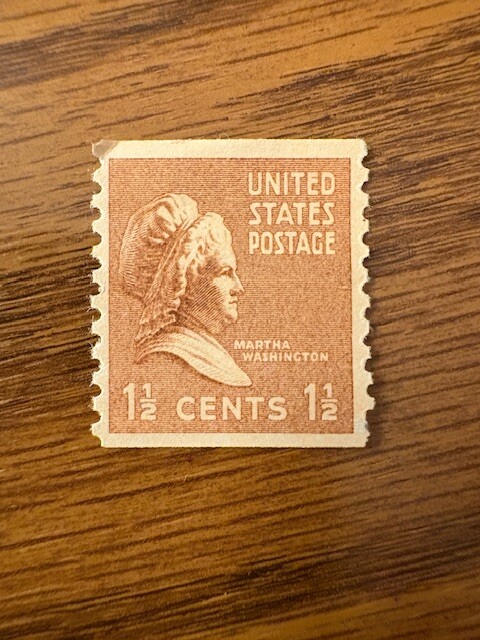 UNITED
STATES
POSTAGE
MARTHA
WASHINGTON
1½ CENTS 1½